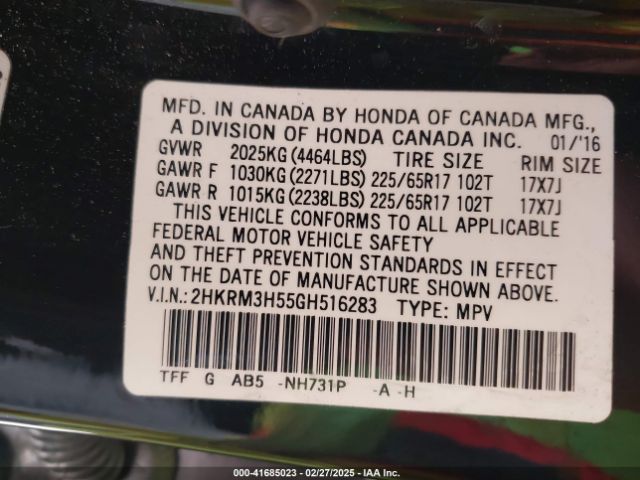 MFD. IN CANADA BY HONDA OF CANADA MFG.,
A DIVISION OF HONDA CANADA INC. 01/'16
GVWR 2025KG (4464LBS) TIRE SIZE RIM SIZE
GAWR F 1030KG (2271LBS) 225/65R17 102T 17X7J
GAWR R 1015KG (2238LBS) 225/65R17 102T 17X7J
THIS VEHICLE CONFORMS TO ALL APPLICABLE
FEDERAL MOTOR VEHICLE SAFETY
AND THEFT PREVENTION STANDARDS IN EFFECT
ON THE DATE OF MANUFACTURE SHOWN ABOVE.
V.I.N.: 2HKRM3H55GH516283 TYPE: MPV
TFF G AB5 -NH731P -A -H
000-41685023 - 02/27/2025 - IAA Inc.